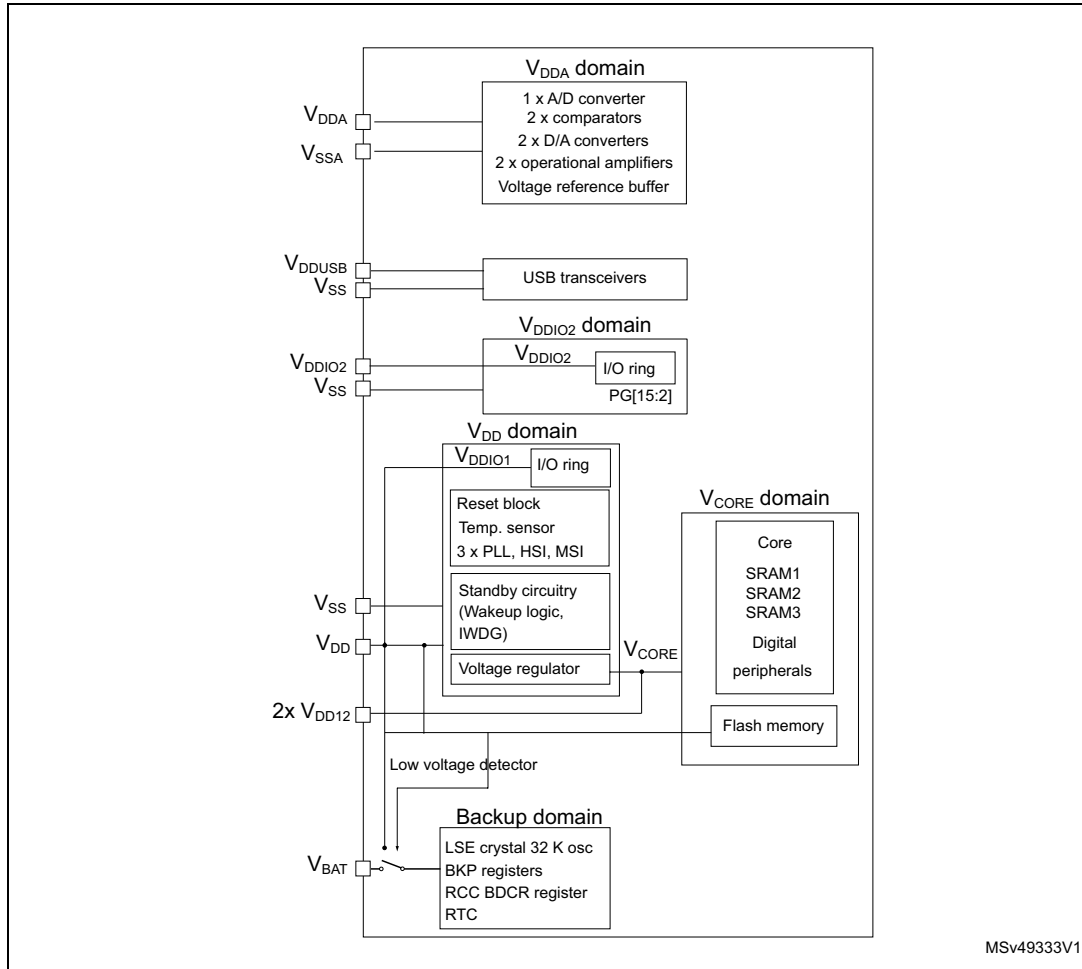 VDDA domain
VDDA
VSSA
1 x A/D converter
2 x comparators
2 x D/A converters
2 x operational amplifiers
Voltage reference buffer
VDDUSB
VSS
USB transceivers
VDDIO2 domain
VDDIO2
VSS
VDDIO2
I/O ring
PG[15:2]
VDD domain
VDDIO1
I/O ring
Reset block
Temp. sensor
3 x PLL, HSI, MSI
VSS
VDD
Standby circuitry
(Wakeup logic,
IWDG)
Voltage regulator
VCORE
VCORE domain
Core
SRAM1
SRAM2
SRAM3
Digital
peripherals
Flash memory
2x VDD12
Low voltage detector
Backup domain
VBAT
LSE crystal 32 K osc
BKP registers
RCC BDCR register
RTC
MSv49333V1